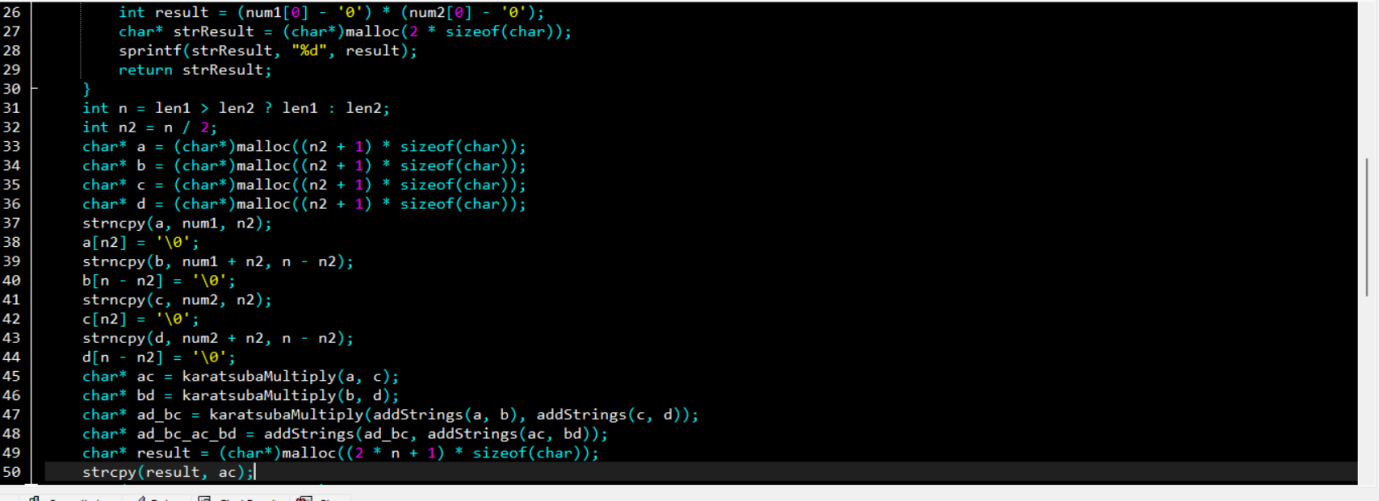 26 int result = (num1[0] - '0') * (num2[0] - '0');
27 char* strResult = (char*)malloc(2 * sizeof(char));
28 sprintf(strResult, "%d", result);
29 return strResult;
30 }
31 int n = len1 > len2 ? len1 : len2;
32 int n2 = n / 2;
33 char* a = (char*)malloc((n2 + 1) * sizeof(char));
34 char* b = (char*)malloc((n2 + 1) * sizeof(char));
35 char* c = (char*)malloc((n2 + 1) * sizeof(char));
36 char* d = (char*)malloc((n2 + 1) * sizeof(char));
37 strncpy(a, num1, n2);
38 a[n2] = '\0';
39 strncpy(b, num1 + n2, n - n2);
40 b[n - n2] = '\0';
41 strncpy(c, num2, n2);
42 c[n2] = '\0';
43 strncpy(d, num2 + n2, n - n2);
44 d[n - n2] = '\0';
45 char* ac = karatsubaMultiply(a, c);
46 char* bd = karatsubaMultiply(b, d);
47 char* ad_bc = karatsubaMultiply(addStrings(a, b), addStrings(c, d));
48 char* ad_bc_ac_bd = addStrings(ad_bc, addStrings(ac, bd));
49 char* result = (char*)malloc((2 * n + 1) * sizeof(char));
50 strcpy(result, ac);